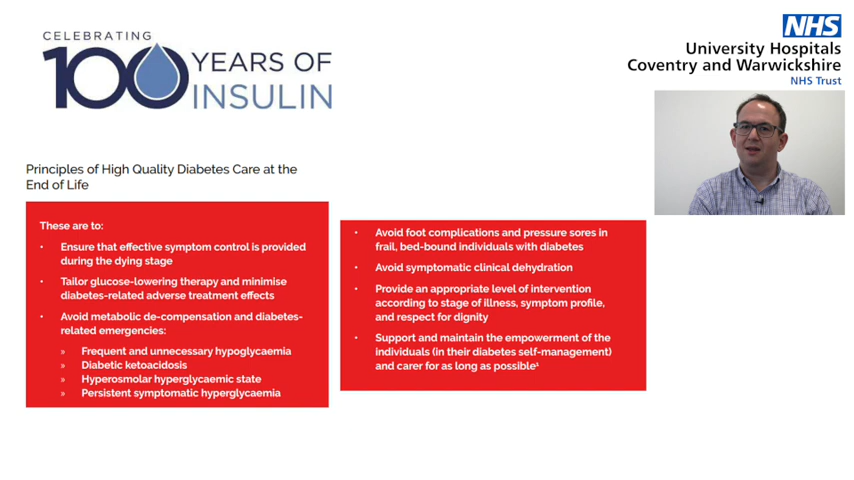 CELEBRATING
100 YEARS OF
INSULIN
NHS
University Hospitals
Coventry and Warwickshire
NHS Trust
Principles of High Quality Diabetes Care at the
End of Life
These are to:
• Ensure that effective symptom control is provided
during the dying stage
• Tailor glucose-lowering therapy and minimise
diabetes-related adverse treatment effects
• Avoid metabolic de-compensation and diabetes-
related emergencies:
» Frequent and unnecessary hypoglycaemia
» Diabetic ketoacidosis
» Hyperosmolar hyperglycaemic state
» Persistent symptomatic hyperglycaemia
• Avoid foot complications and pressure sores in
frail, bed-bound individuals with diabetes
• Avoid symptomatic clinical dehydration
• Provide an appropriate level of intervention
according to stage of illness, symptom profile,
and respect for dignity
• Support and maintain the empowerment of the
individuals (in their diabetes self-management)
and carer for as long as possible¹